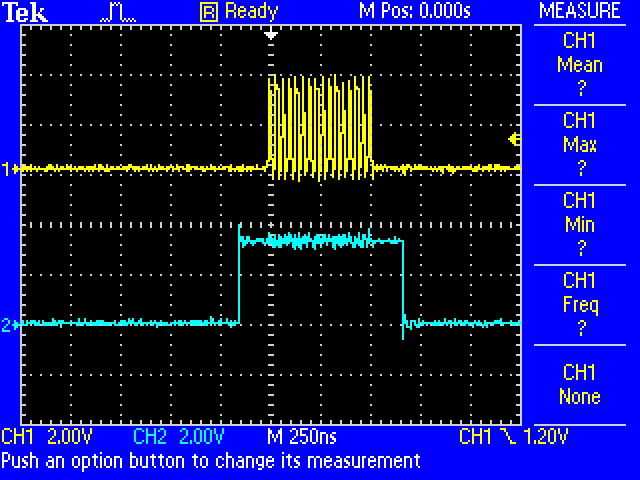 Tek R Ready M Pos: 0.000s MEASURE
CH1
Mean
?
CH1
Max
?
1
CH1
Min
?
CH1
Freq
?
2
CH1
None
CH1 2.00V CH2 2.00V M 250ns CH1 1.20V
Push an option button to change its measurement